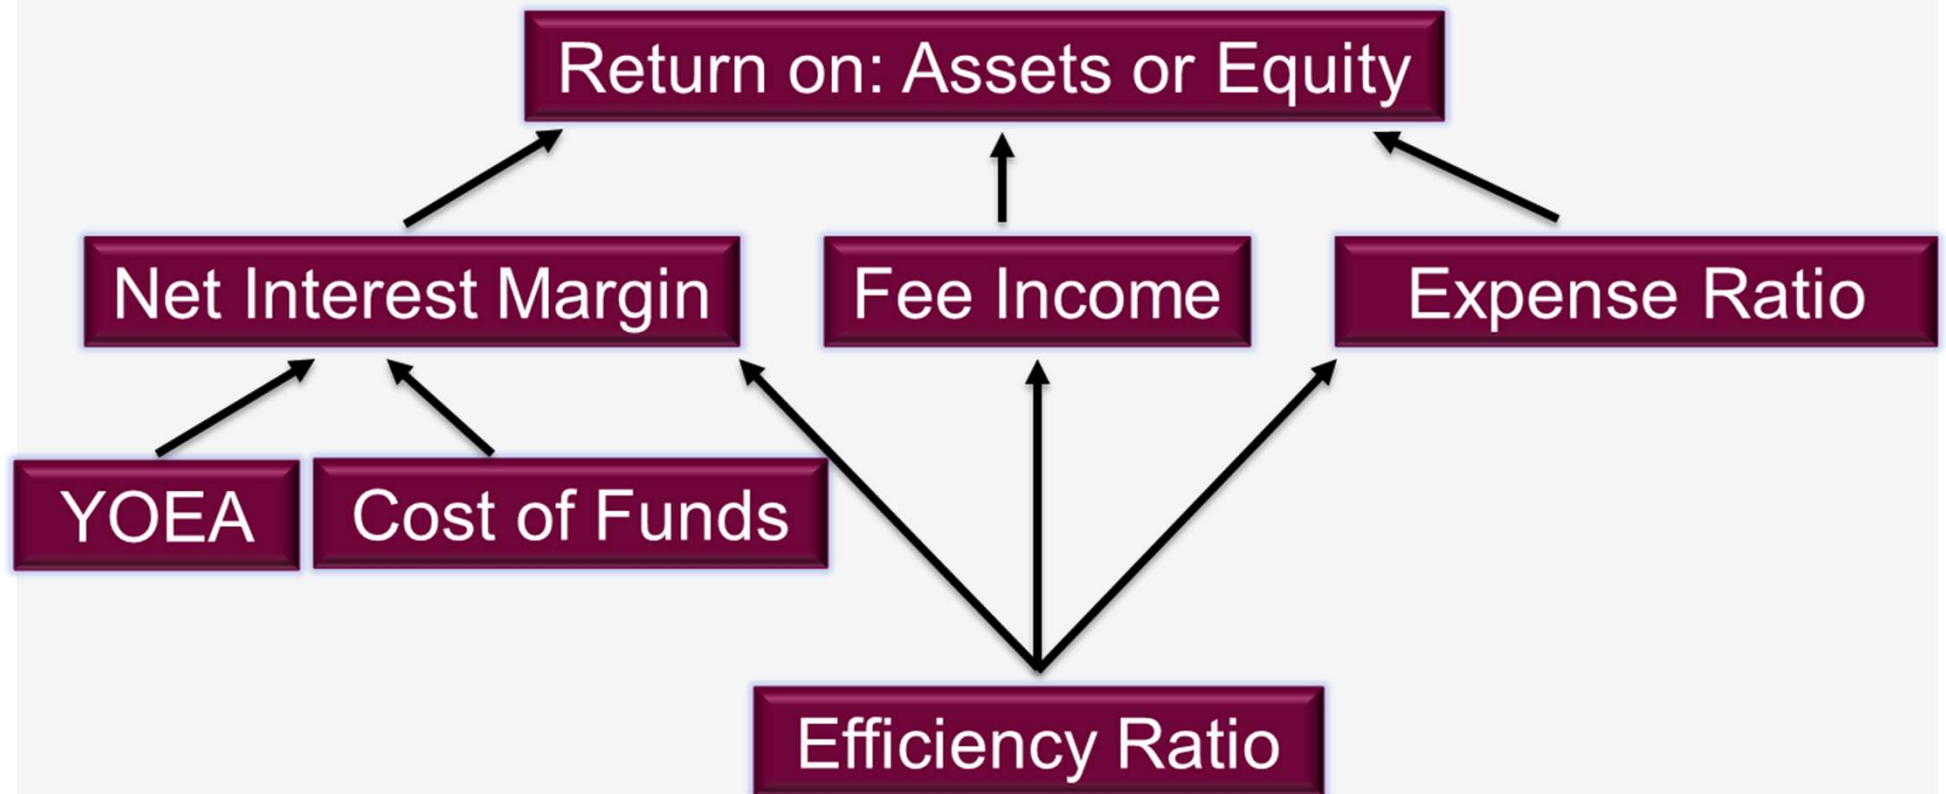 Return on: Assets or Equity
Net Interest Margin
Fee Income
Expense Ratio
YOEA
Cost of Funds
Efficiency Ratio